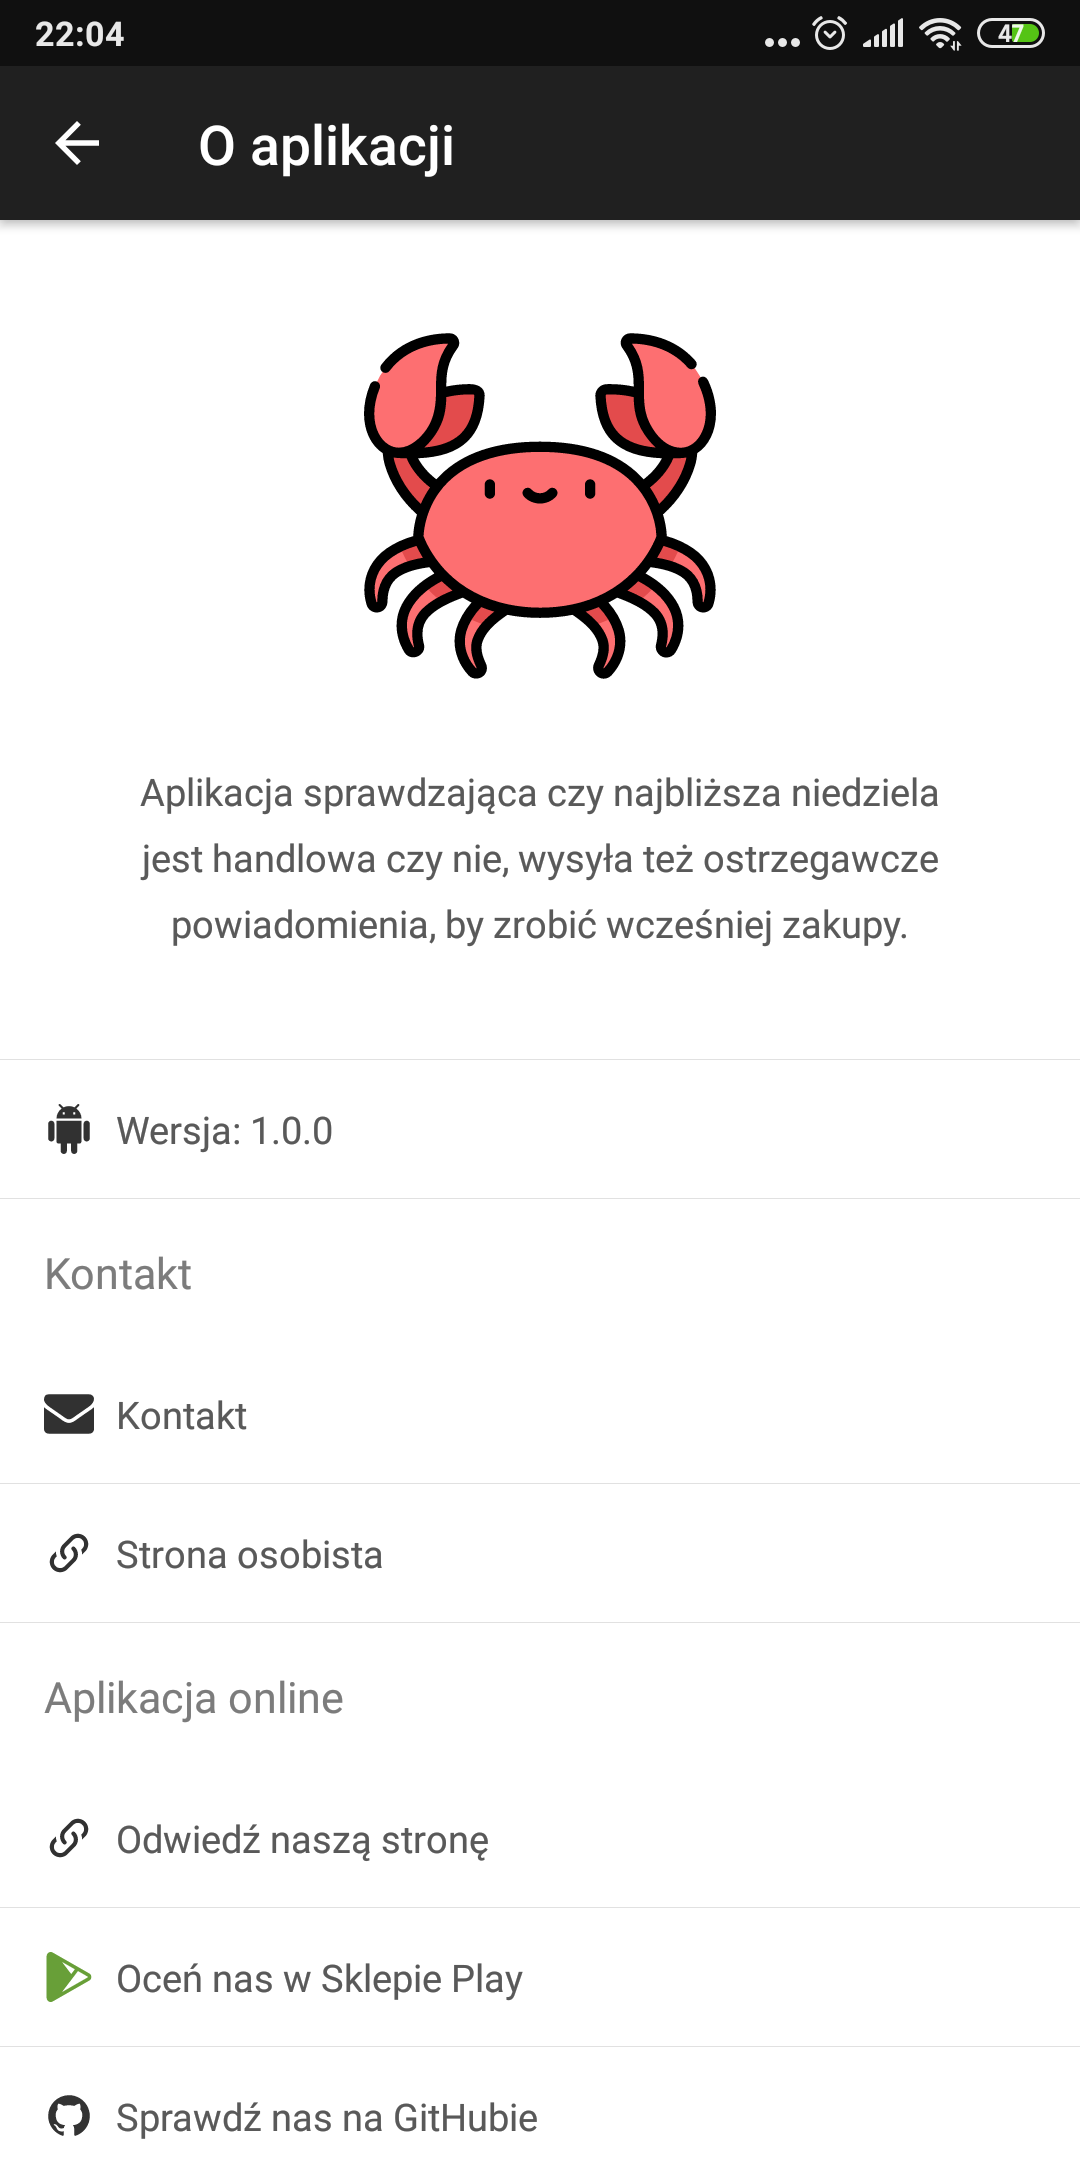 22:04
47
O aplikacji
Aplikacja sprawdzająca czy najbliższa niedziela
jest handlowa czy nie, wysyła też ostrzegawcze
powiadomienia, by zrobić wcześniej zakupy.
Wersja: 1.0.0
Kontakt
Kontakt
Strona osobista
Aplikacja online
Odwiedź naszą stronę
Oceń nas w Sklepie Play
Sprawdź nas na GitHubie